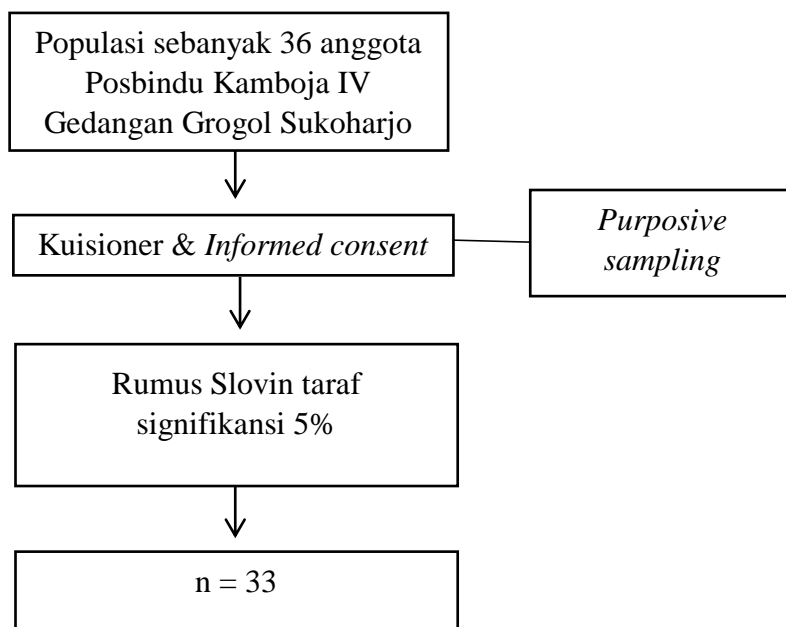 Populasi sebanyak 36 anggota
Posbindu Kamboja IV
Gedangan Grogol Sukoharjo
Kuisioner & Informed consent
Purposive
sampling
Rumus Slovin taraf
signifikansi 5%
n = 33